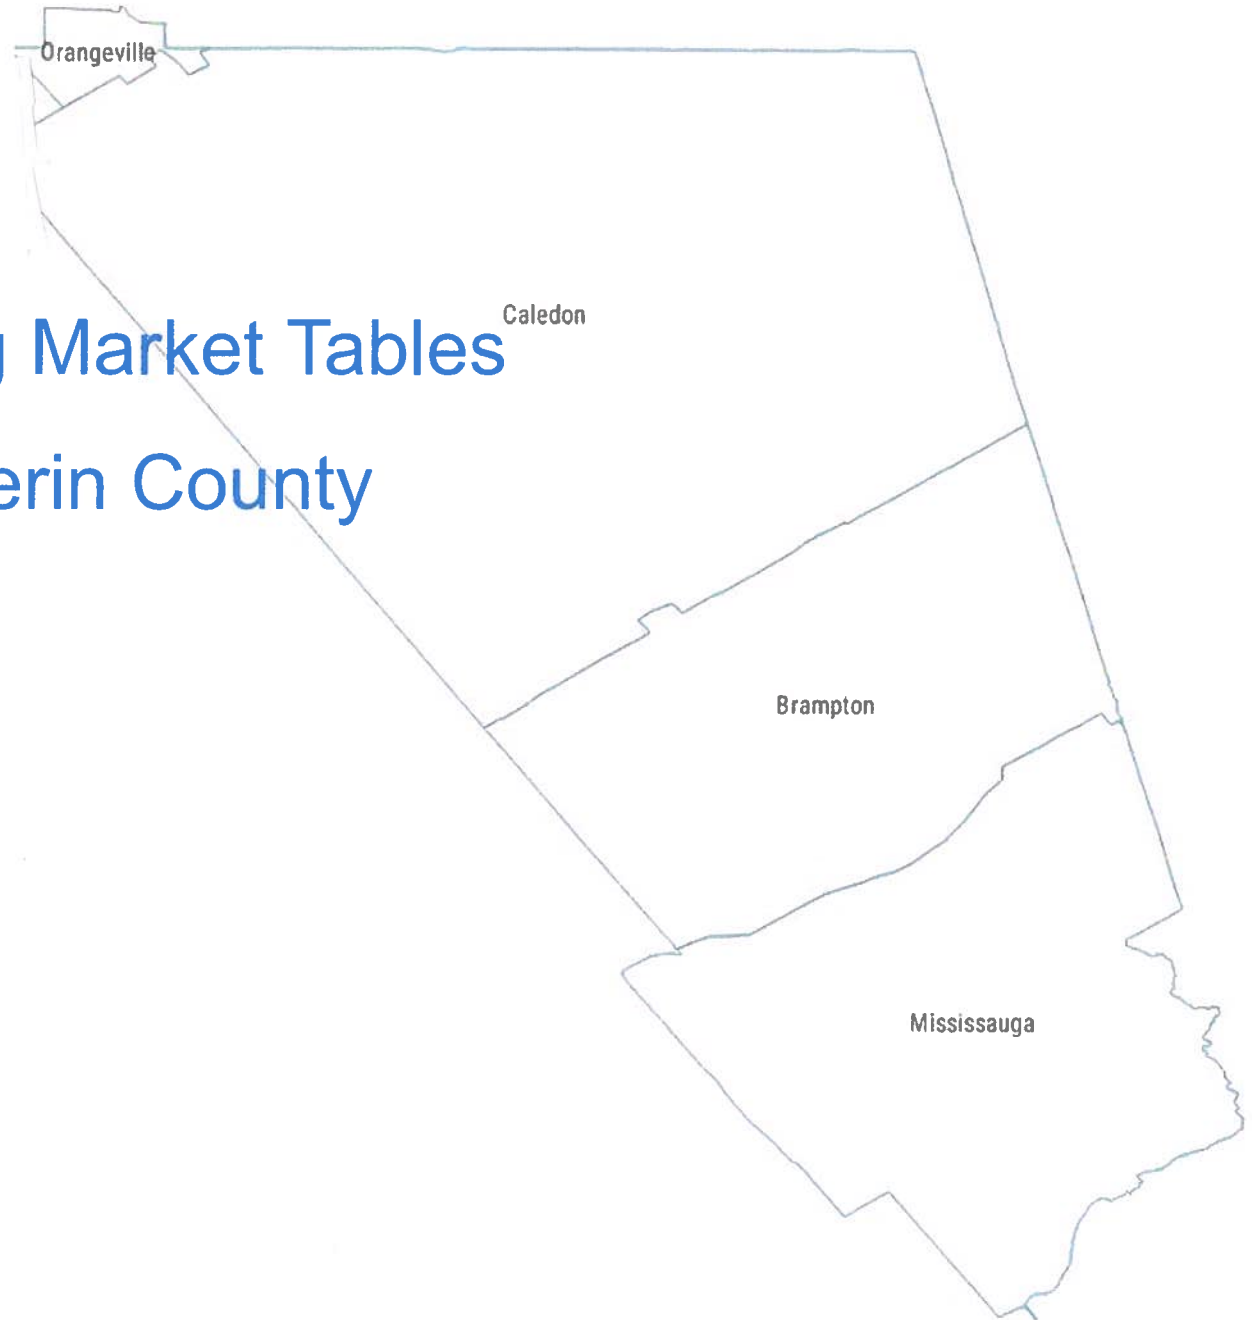 Orangeville
Caledon
g Market Tables
erin County
Brampton
Mississauga